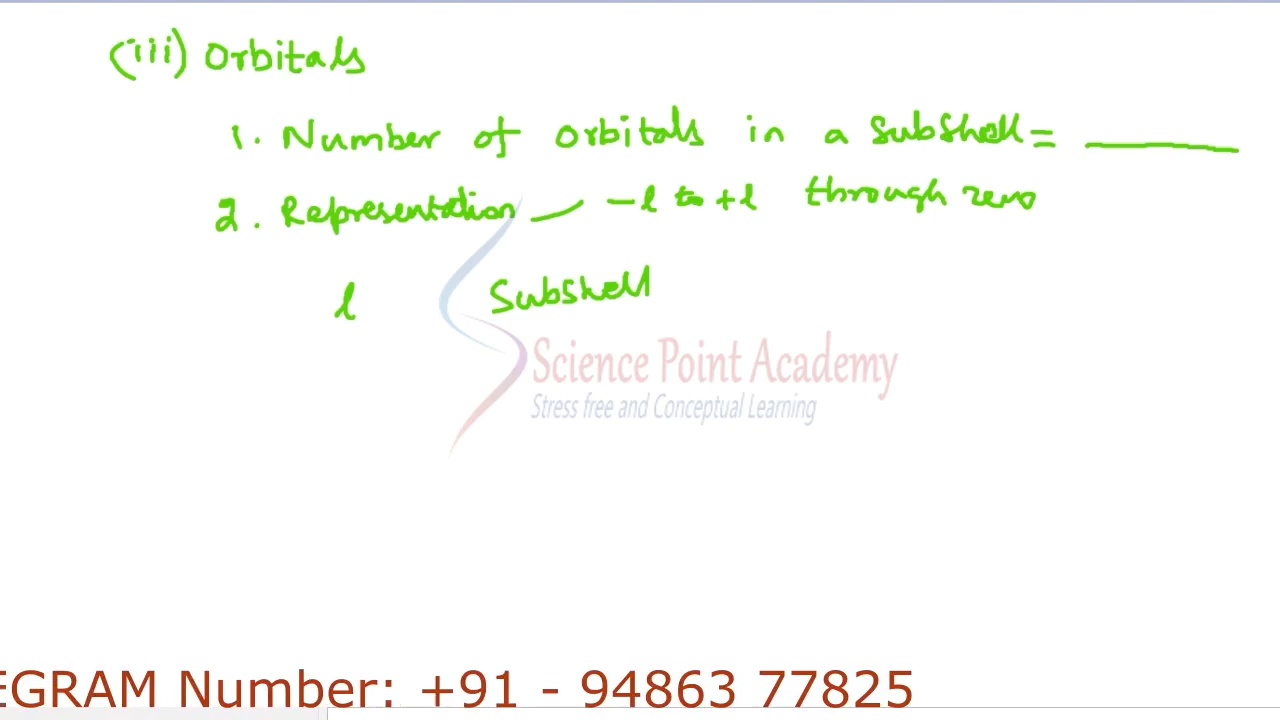 (iii) Orbitals
1. Number of orbitals in a subshell = ______
2. Representation — -l to +l through zero
l Subshell
Science Point Academy
Stress free and Conceptual Learning
EGRAM Number: +91 - 94863 77825